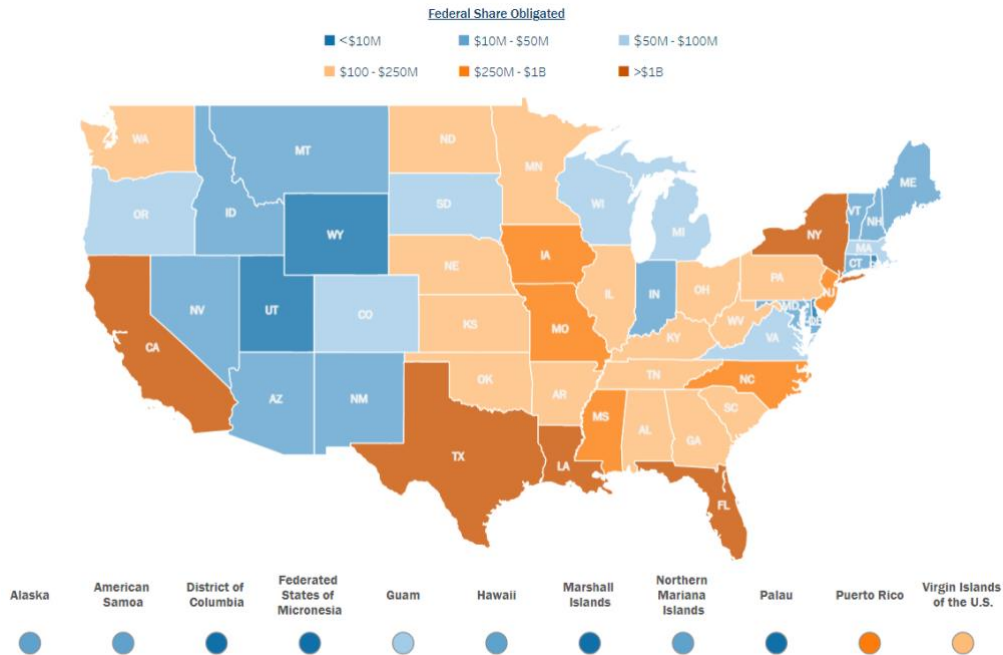 Federal Share Obligated
<$10M $10M - $50M $50M - $100M
$100 - $250M $250M - $1B >$1B
WA
MT
ND
MN
ME
OR
ID
SD
WI
VT
NH
WY
MI
NY
MA
IA
CT
NE
PA
NV
UT
IL
IN
OH
NJ
CO
MD
WV
CA
KS
MO
VA
KY
AZ
NM
OK
TN
NC
AR
SC
MS
AL
GA
TX
LA
FL
Alaska
American
Samoa
District of
Columbia
Federated
States of
Micronesia
Guam
Hawaii
Marshall
Islands
Northern
Mariana
Islands
Palau
Puerto Rico
Virgin Islands
of the U.S.